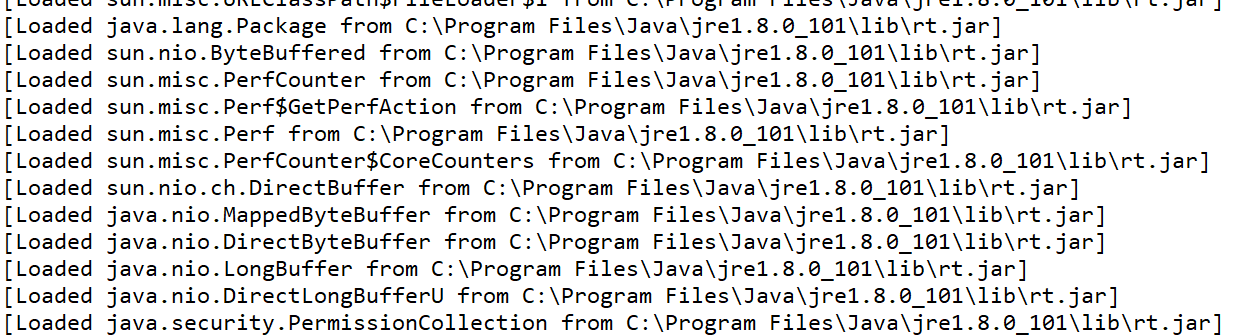 [Loaded sun.misc.URLClassPath$FileLoader$1 from C:\Program Files\Java\jre1.8.0_101\lib\rt.jar]
[Loaded java.lang.Package from C:\Program Files\Java\jre1.8.0_101\lib\rt.jar]
[Loaded sun.nio.ByteBuffered from C:\Program Files\Java\jre1.8.0_101\lib\rt.jar]
[Loaded sun.misc.PerfCounter from C:\Program Files\Java\jre1.8.0_101\lib\rt.jar]
[Loaded sun.misc.Perf$GetPerfAction from C:\Program Files\Java\jre1.8.0_101\lib\rt.jar]
[Loaded sun.misc.Perf from C:\Program Files\Java\jre1.8.0_101\lib\rt.jar]
[Loaded sun.misc.PerfCounter$CoreCounters from C:\Program Files\Java\jre1.8.0_101\lib\rt.jar]
[Loaded sun.nio.ch.DirectBuffer from C:\Program Files\Java\jre1.8.0_101\lib\rt.jar]
[Loaded java.nio.MappedByteBuffer from C:\Program Files\Java\jre1.8.0_101\lib\rt.jar]
[Loaded java.nio.DirectByteBuffer from C:\Program Files\Java\jre1.8.0_101\lib\rt.jar]
[Loaded java.nio.LongBuffer from C:\Program Files\Java\jre1.8.0_101\lib\rt.jar]
[Loaded java.nio.DirectLongBufferU from C:\Program Files\Java\jre1.8.0_101\lib\rt.jar]
[Loaded java.security.PermissionCollection from C:\Program Files\Java\jre1.8.0_101\lib\rt.jar]